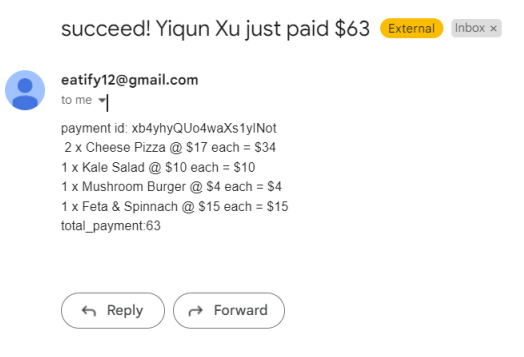 succeed! Yiqun Xu just paid $63 External Inbox ×
eatify12@gmail.com
to me
payment id: xb4yhyQUo4waXs1ylNot
2 x Cheese Pizza @ $17 each = $34
1 x Kale Salad @ $10 each = $10
1 x Mushroom Burger @ $4 each = $4
1 x Feta & Spinnach @ $15 each = $15
total_payment:63
Reply Forward